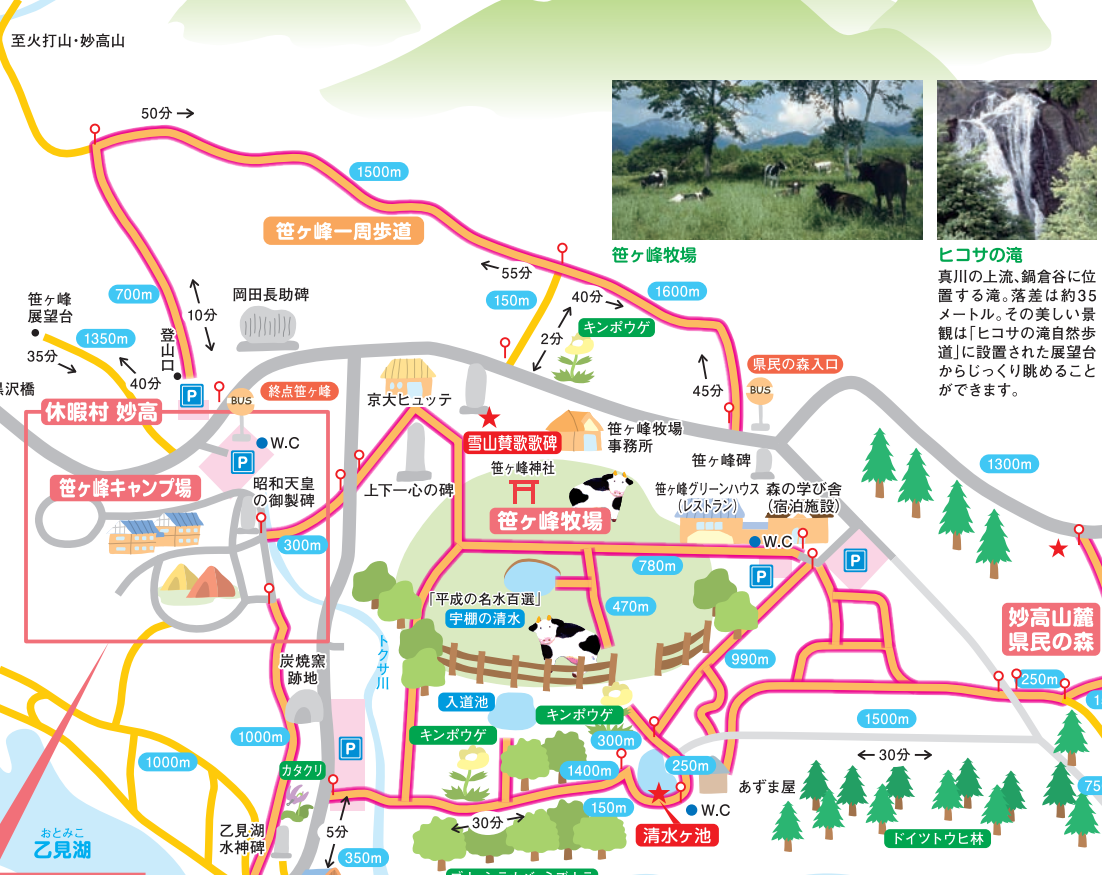 至火打山・妙高山
50分
1500m
笹ヶ峰一周歩道
笹ヶ峰牧場
ヒコサの滝
真川の上流、鍋倉谷に位
置する滝。落差は約35
メートル。その美しい景
観は「ヒコサの滝自然歩
道」に設置された展望台
からじっくり眺めること
ができます。
55分
150m
40分
1600m
キンポウゲ
2分
700m
10分
岡田長助碑
笹ヶ峰
展望台
1350m
35分
40分
登山口
P
沢橋
BUS
終点笹ヶ峰
京大ヒュッテ
45分
県民の森入口
BUS
休暇村 妙高
W.C
P
雪山賛歌歌碑
笹ヶ峰牧場
事務所
笹ヶ峰碑
1300m
笹ヶ峰キャンプ場
昭和天皇
の御製碑
上下一心の碑
笹ヶ峰神社
笹ヶ峰牧場
笹ヶ峰グリーンハウス
(レストラン)
森の学び舎
(宿泊施設)
W.C
300m
780m
P
P
「平成の名水百選」
宇棚の清水
470m
妙高山麓
県民の森
トクサ川
炭焼窯
跡地
990m
250m
入道池
キンポウゲ
キンポウゲ
1500m
1000m
P
300m
250m
30分
1000m
カタクリ
1400m
あずま屋
150m
W.C
75
30分
5分
清水ヶ池
ドイツトウヒ林
おとみこ
乙見湖
乙見湖
水神碑
350m